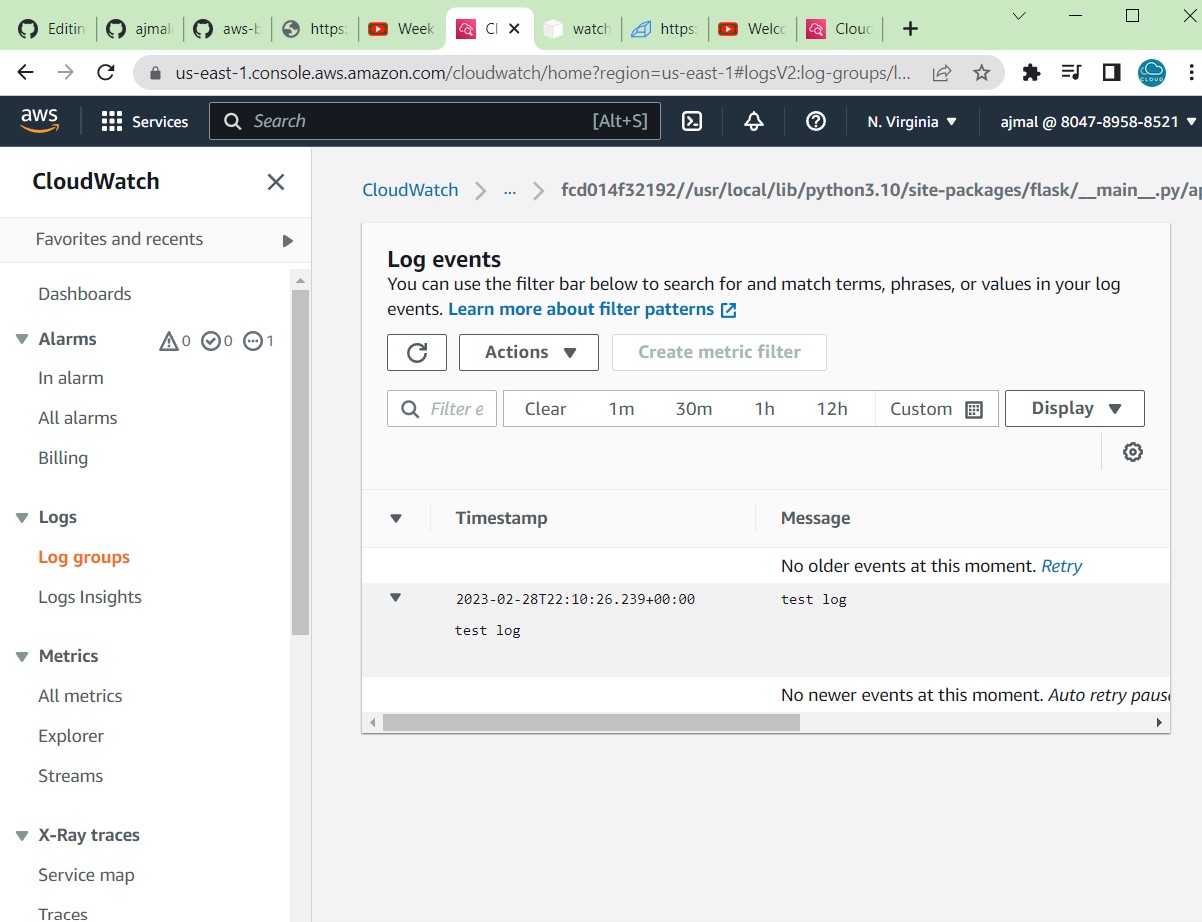 Editin
ajmal
aws-b
https:
Week
Cl
watch
https:
Welco
Cloud
us-east-1.console.aws.amazon.com/cloudwatch/home?region=us-east-1#logsV2:log-groups/l...
CLOUD
aws
Services
Search
[Alt+S]
N. Virginia
ajmal @ 8047-8958-8521
CloudWatch
Favorites and recents
Dashboards
Alarms
0
0
1
In alarm
All alarms
Billing
Logs
Log groups
Logs Insights
Metrics
All metrics
Explorer
Streams
X-Ray traces
Service map
Traces
CloudWatch
...
fcd014f32192//usr/local/lib/python3.10/site-packages/flask/__main__.py/ap
Log events
You can use the filter bar below to search for and match terms, phrases, or values in your log
events. Learn more about filter patterns
Actions
Create metric filter
Filter e
Clear
1m
30m
1h
12h
Custom
Display
Timestamp
Message
No older events at this moment. Retry
2023-02-28T22:10:26.239+00:00
test log
test log
No newer events at this moment. Auto retry paus